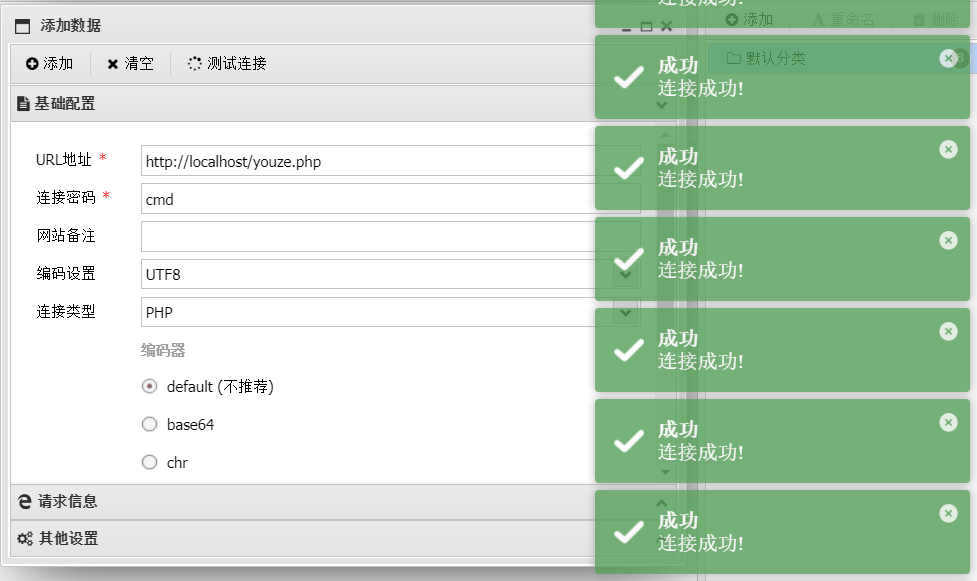 添加数据
添加 清空 测试连接
基础配置
URL地址 * http://localhost/youze.php
连接密码 * cmd
网站备注
编码设置 UTF8
连接类型 PHP
编码器
default (不推荐)
base64
chr
请求信息
其他设置
添加 重命名 删除
默认分类
连接成功!
成功
连接成功!
成功
连接成功!
成功
连接成功!
成功
连接成功!
成功
连接成功!
成功
连接成功!